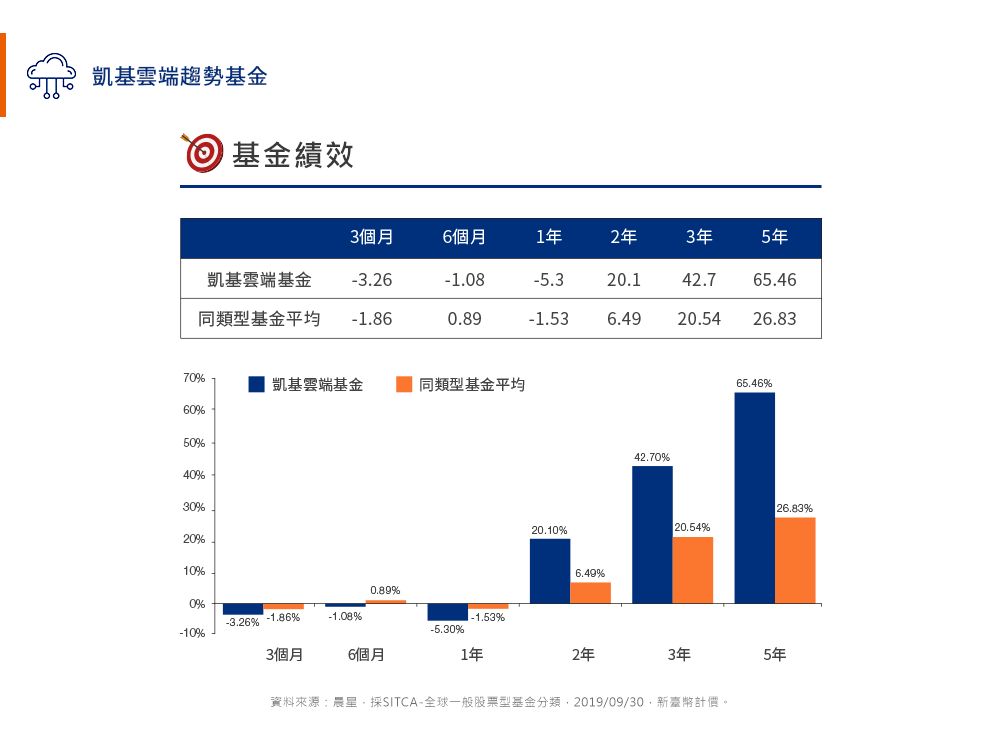 凱基雲端趨勢基金
基金績效
3個月 6個月 1年 2年 3年 5年
凱基雲端基金 -3.26 -1.08 -5.3 20.1 42.7 65.46
同類型基金平均 -1.86 0.89 -1.53 6.49 20.54 26.83
凱基雲端基金 同類型基金平均
70%
60%
50%
40%
30%
20%
10%
0%
-10%
-3.26% -1.86% -1.08% 0.89% -5.30% -1.53% 20.10% 6.49% 42.70% 20.54% 65.46% 26.83%
3個月 6個月 1年 2年 3年 5年
資料來源：晨星，採SITCA-全球一般股票型基金分類，2019/09/30，新臺幣計價。